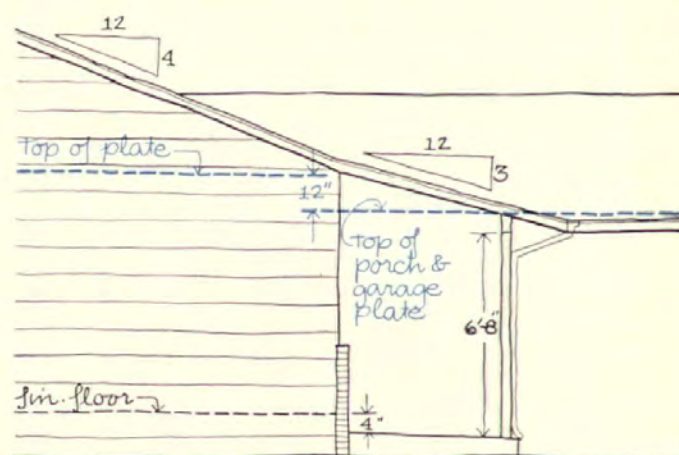 12
4
12
3
top of plate
12"
top of
porch &
garage
plate
6'-8"
fin. floor
4"